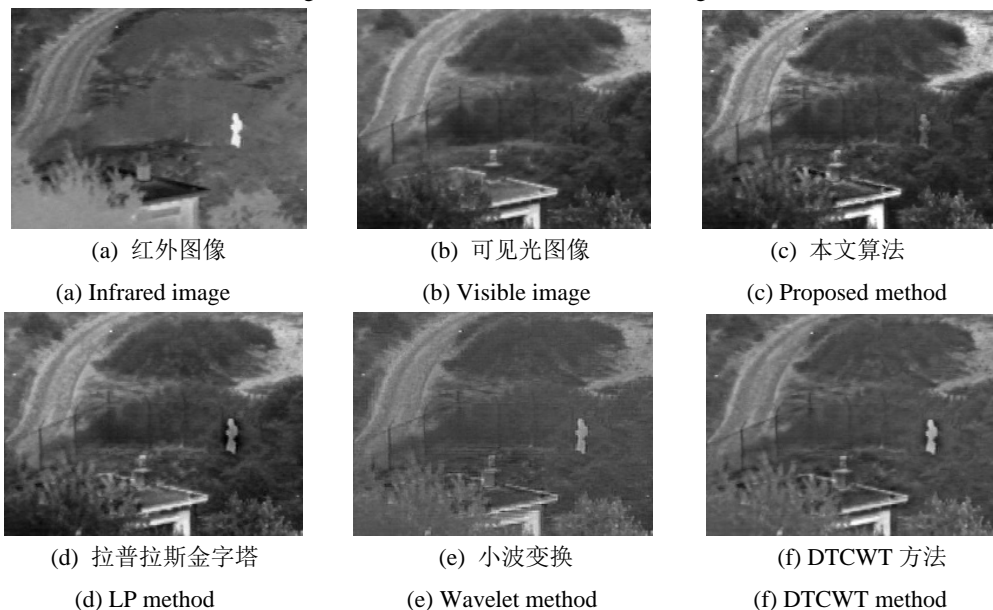 (a) 红外图像
(b) 可见光图像
(c) 本文算法
(a) Infrared image
(b) Visible image
(c) Proposed method
(d) 拉普拉斯金字塔
(e) 小波变换
(f) DTCWT 方法
(d) LP method
(e) Wavelet method
(f) DTCWT method